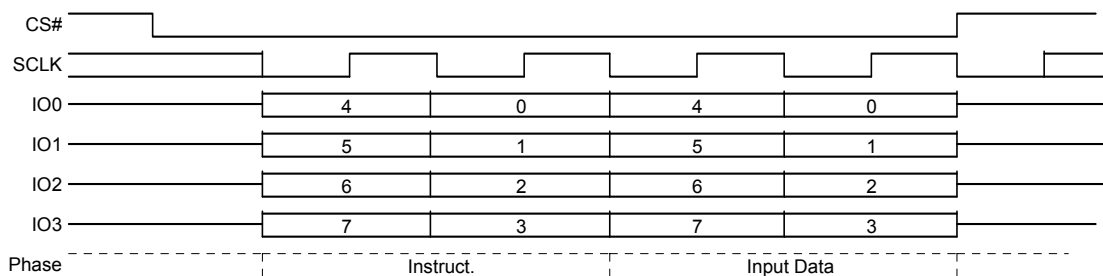 CS#
SCLK
IO0 4 0 4 0
IO1 5 1 5 1
IO2 6 2 6 2
IO3 7 3 7 3
Phase Instruct. Input Data